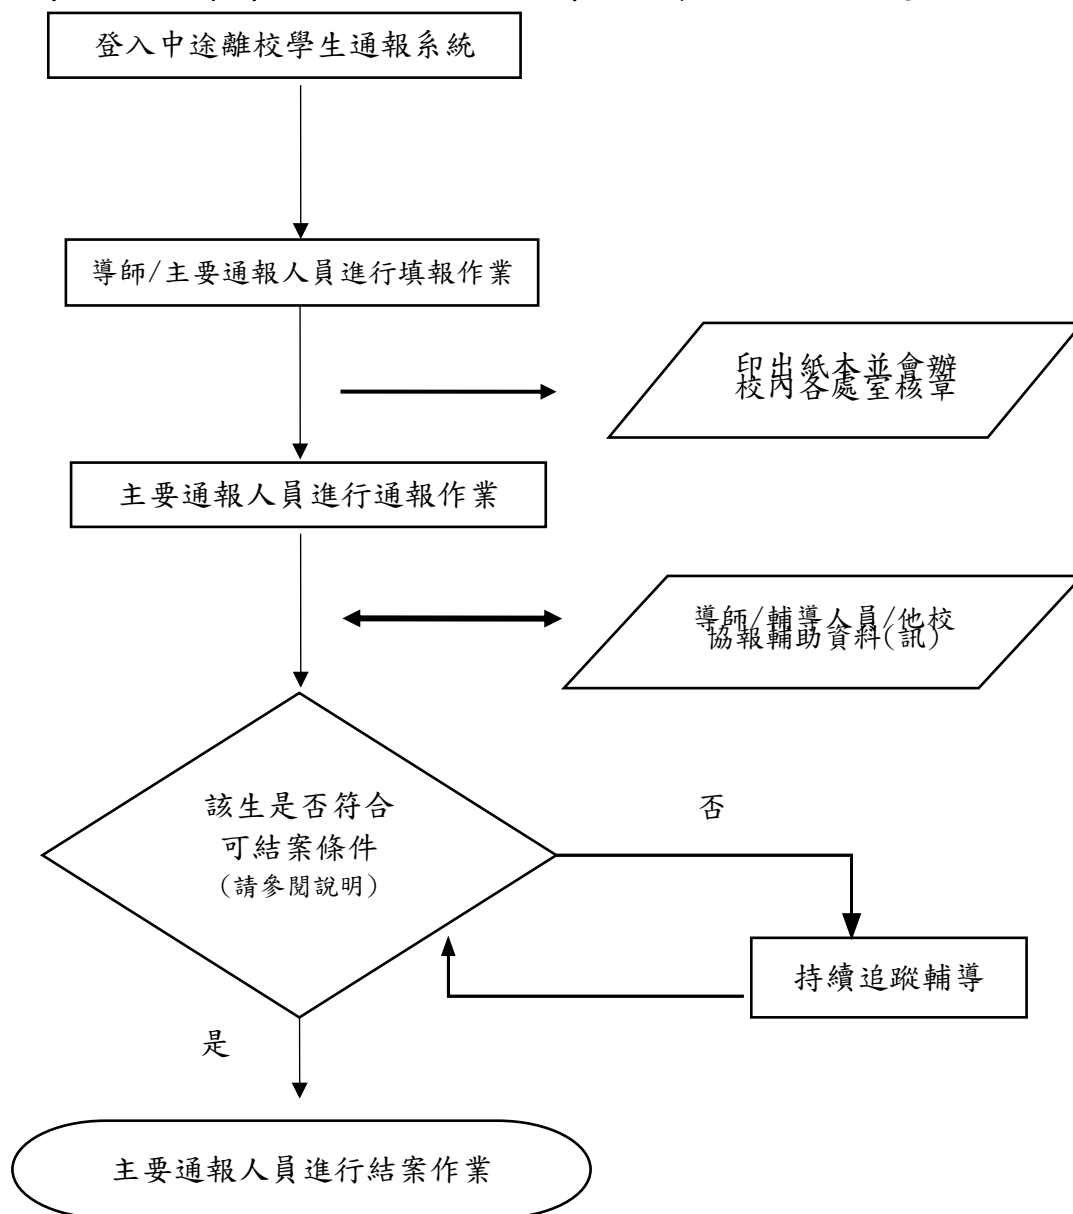 登入中途離校學生通報系統
導師/主要通報人員進行填報作業
印出紙本並會辦
校內各處室核章
主要通報人員進行通報作業
導師/輔導人員/他校
協報輔助資料(訊)
該生是否符合
可結案條件
(請參閱說明)
否
持續追蹤輔導
是
主要通報人員進行結案作業